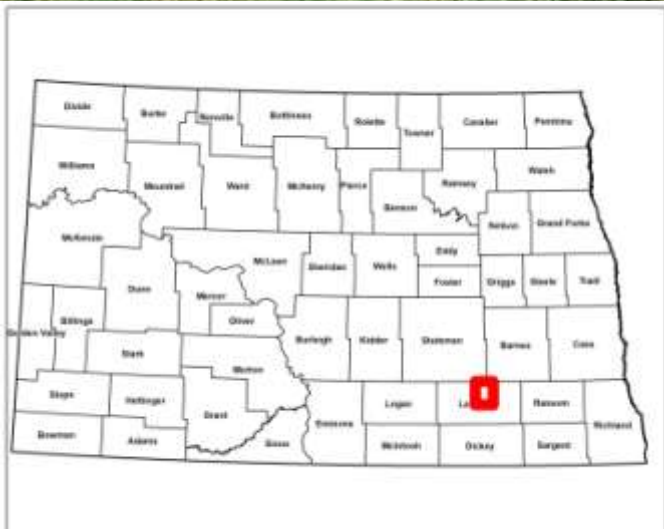 Divide
Burke
Renville
Bottineau
Rolette
Towner
Cavalier
Pembina
Williams
Mountrail
Ward
McHenry
Pierce
Benson
Ramsey
Walsh
Nelson
Grand Forks
McKenzie
McLean
Sheridan
Wells
Eddy
Foster
Griggs
Steele
Traill
Dunn
Mercer
Oliver
Billings
Golden Valley
Stark
Burleigh
Kidder
Stutsman
Barnes
Cass
Morton
Slope
Hettinger
Grant
Emmons
Logan
La
Ransom
Richland
Bowman
Adams
Sioux
McIntosh
Dickey
Sargent